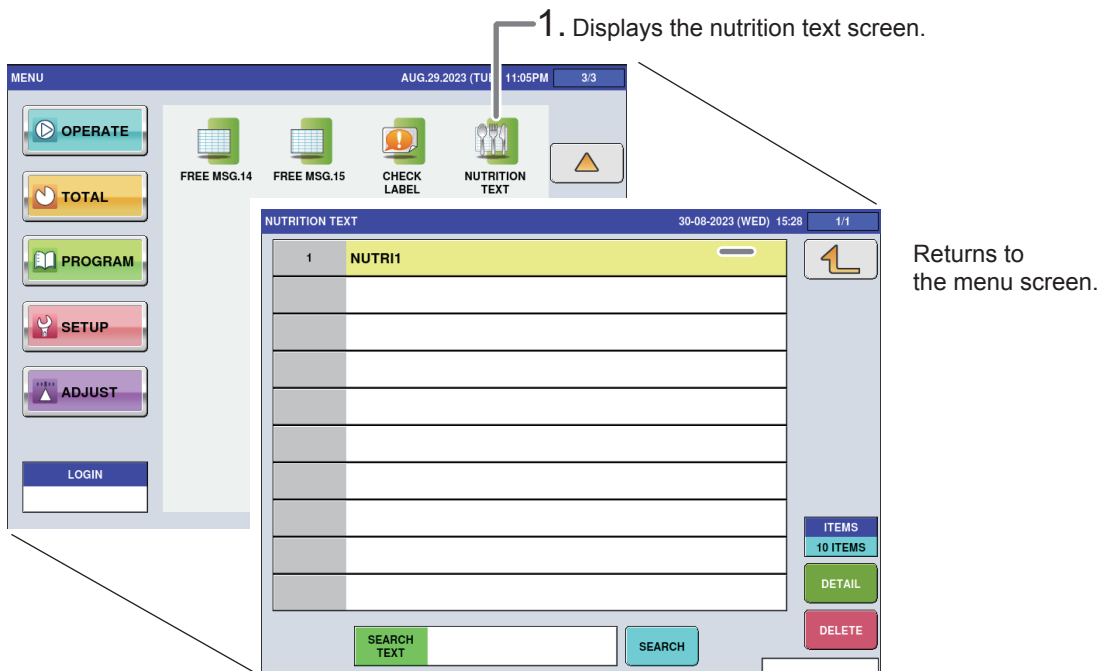 1. Displays the nutrition text screen.
MENU
AUG.29.2023 (TUE) 11:05PM
3/3
OPERATE
TOTAL
PROGRAM
SETUP
ADJUST
LOGIN
FREE MSG.14
FREE MSG.15
CHECK
LABEL
NUTRITION
TEXT
NUTRITION TEXT
30-08-2023 (WED) 15:28
1/1
1
NUTRI1
ITEMS
10 ITEMS
DETAIL
DELETE
SEARCH
TEXT
SEARCH
Returns to
the menu screen.